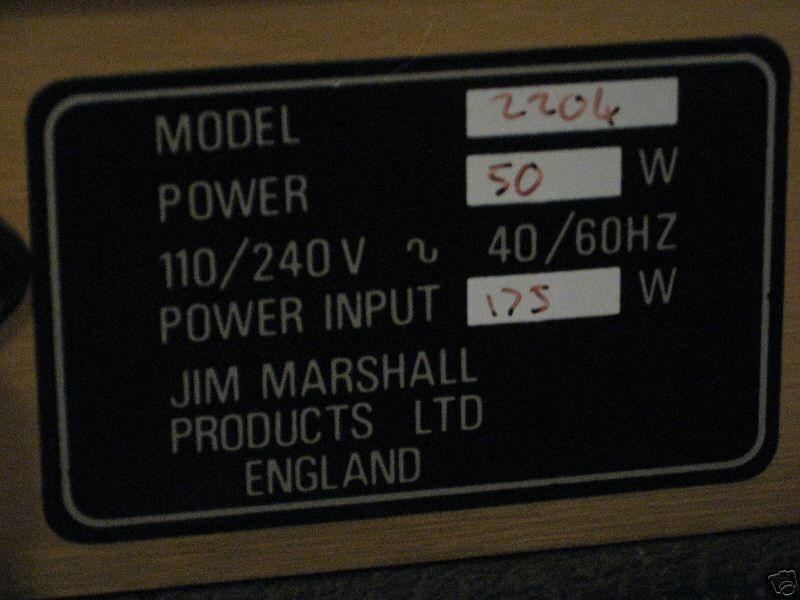 MODEL 2204
POWER 50 W
110/240V ~ 40/60HZ
POWER INPUT 175 W
JIM MARSHALL
PRODUCTS LTD
ENGLAND